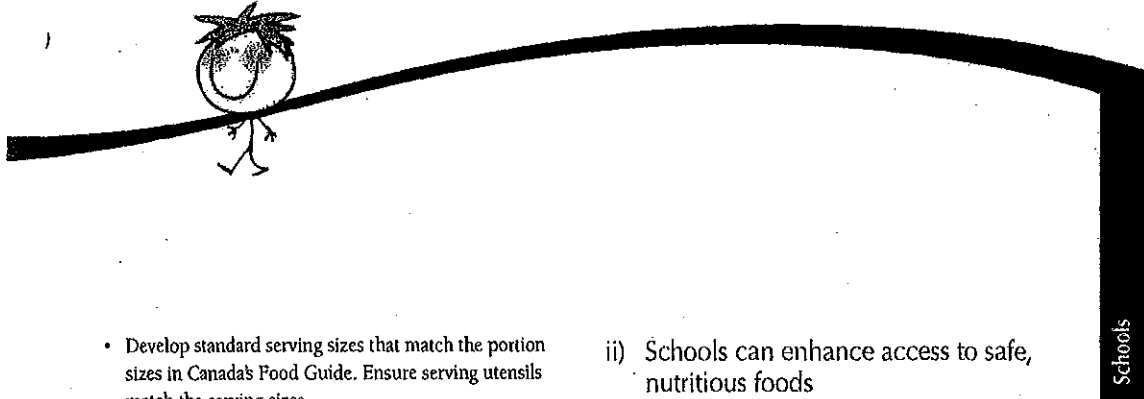 • Develop standard serving sizes that match the portion
sizes in Canada's Food Guide. Ensure serving utensils
match the serving sizes.
ii) Schools can enhance access to safe,
nutritious foods
Schools